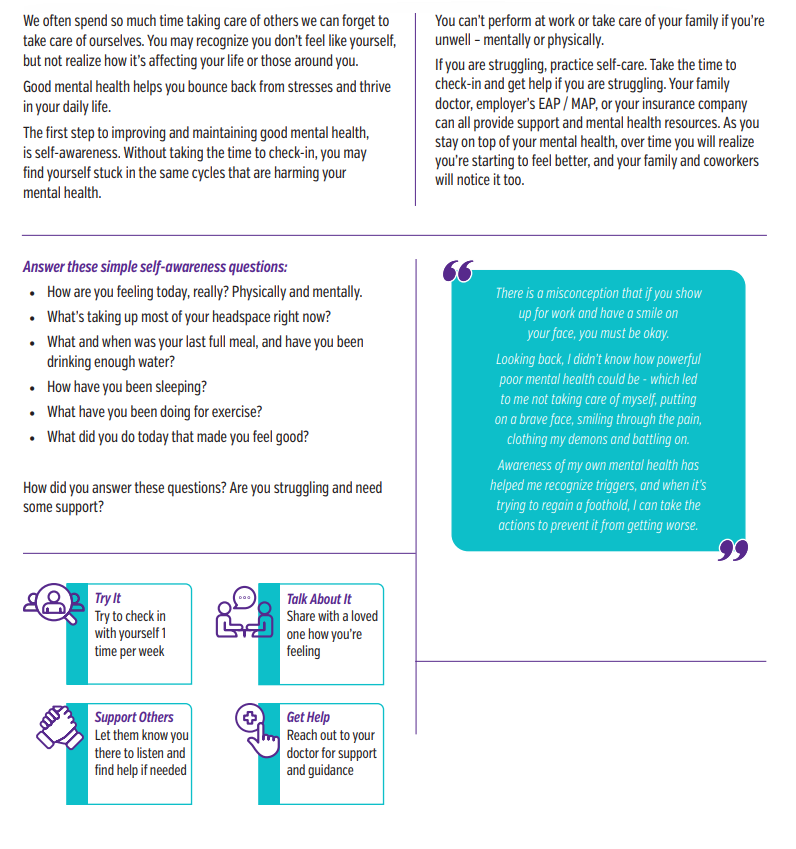 We often spend so much time taking care of others we can forget to
take care of ourselves. You may recognize you don't feel like yourself,
but not realize how it's affecting your life or those around you.
Good mental health helps you bounce back from stresses and thrive
in your daily life.
The first step to improving and maintaining good mental health,
is self-awareness. Without taking the time to check-in, you may
find yourself stuck in the same cycles that are harming your
mental health.
You can't perform at work or take care of your family if you're
unwell – mentally or physically.
If you are struggling, practice self-care. Take the time to
check-in and get help if you are struggling. Your family
doctor, employer's EAP / MAP, or your insurance company
can all provide support and mental health resources. As you
stay on top of your mental health, over time you will realize
you're starting to feel better, and your family and coworkers
will notice it too.
Answer these simple self-awareness questions:
• How are you feeling today, really? Physically and mentally.
• What's taking up most of your headspace right now?
• What and when was your last full meal, and have you been
drinking enough water?
• How have you been sleeping?
• What have you been doing for exercise?
• What did you do today that made you feel good?
How did you answer these questions? Are you struggling and need
some support?
“
There is a misconception that if you show
up for work and have a smile on
your face, you must be okay.
Looking back, I didn't know how powerful
poor mental health could be - which led
to me not taking care of myself, putting
on a brave face, smiling through the pain,
clothing my demons and battling on.
Awareness of my own mental health has
helped me recognize triggers, and when it's
trying to regain a foothold, I can take the
actions to prevent it from getting worse.
”
Try It
Try to check in
with yourself 1
time per week
Talk About It
Share with a loved
one how you're
feeling
Support Others
Let them know you
there to listen and
find help if needed
Get Help
Reach out to your
doctor for support
and guidance